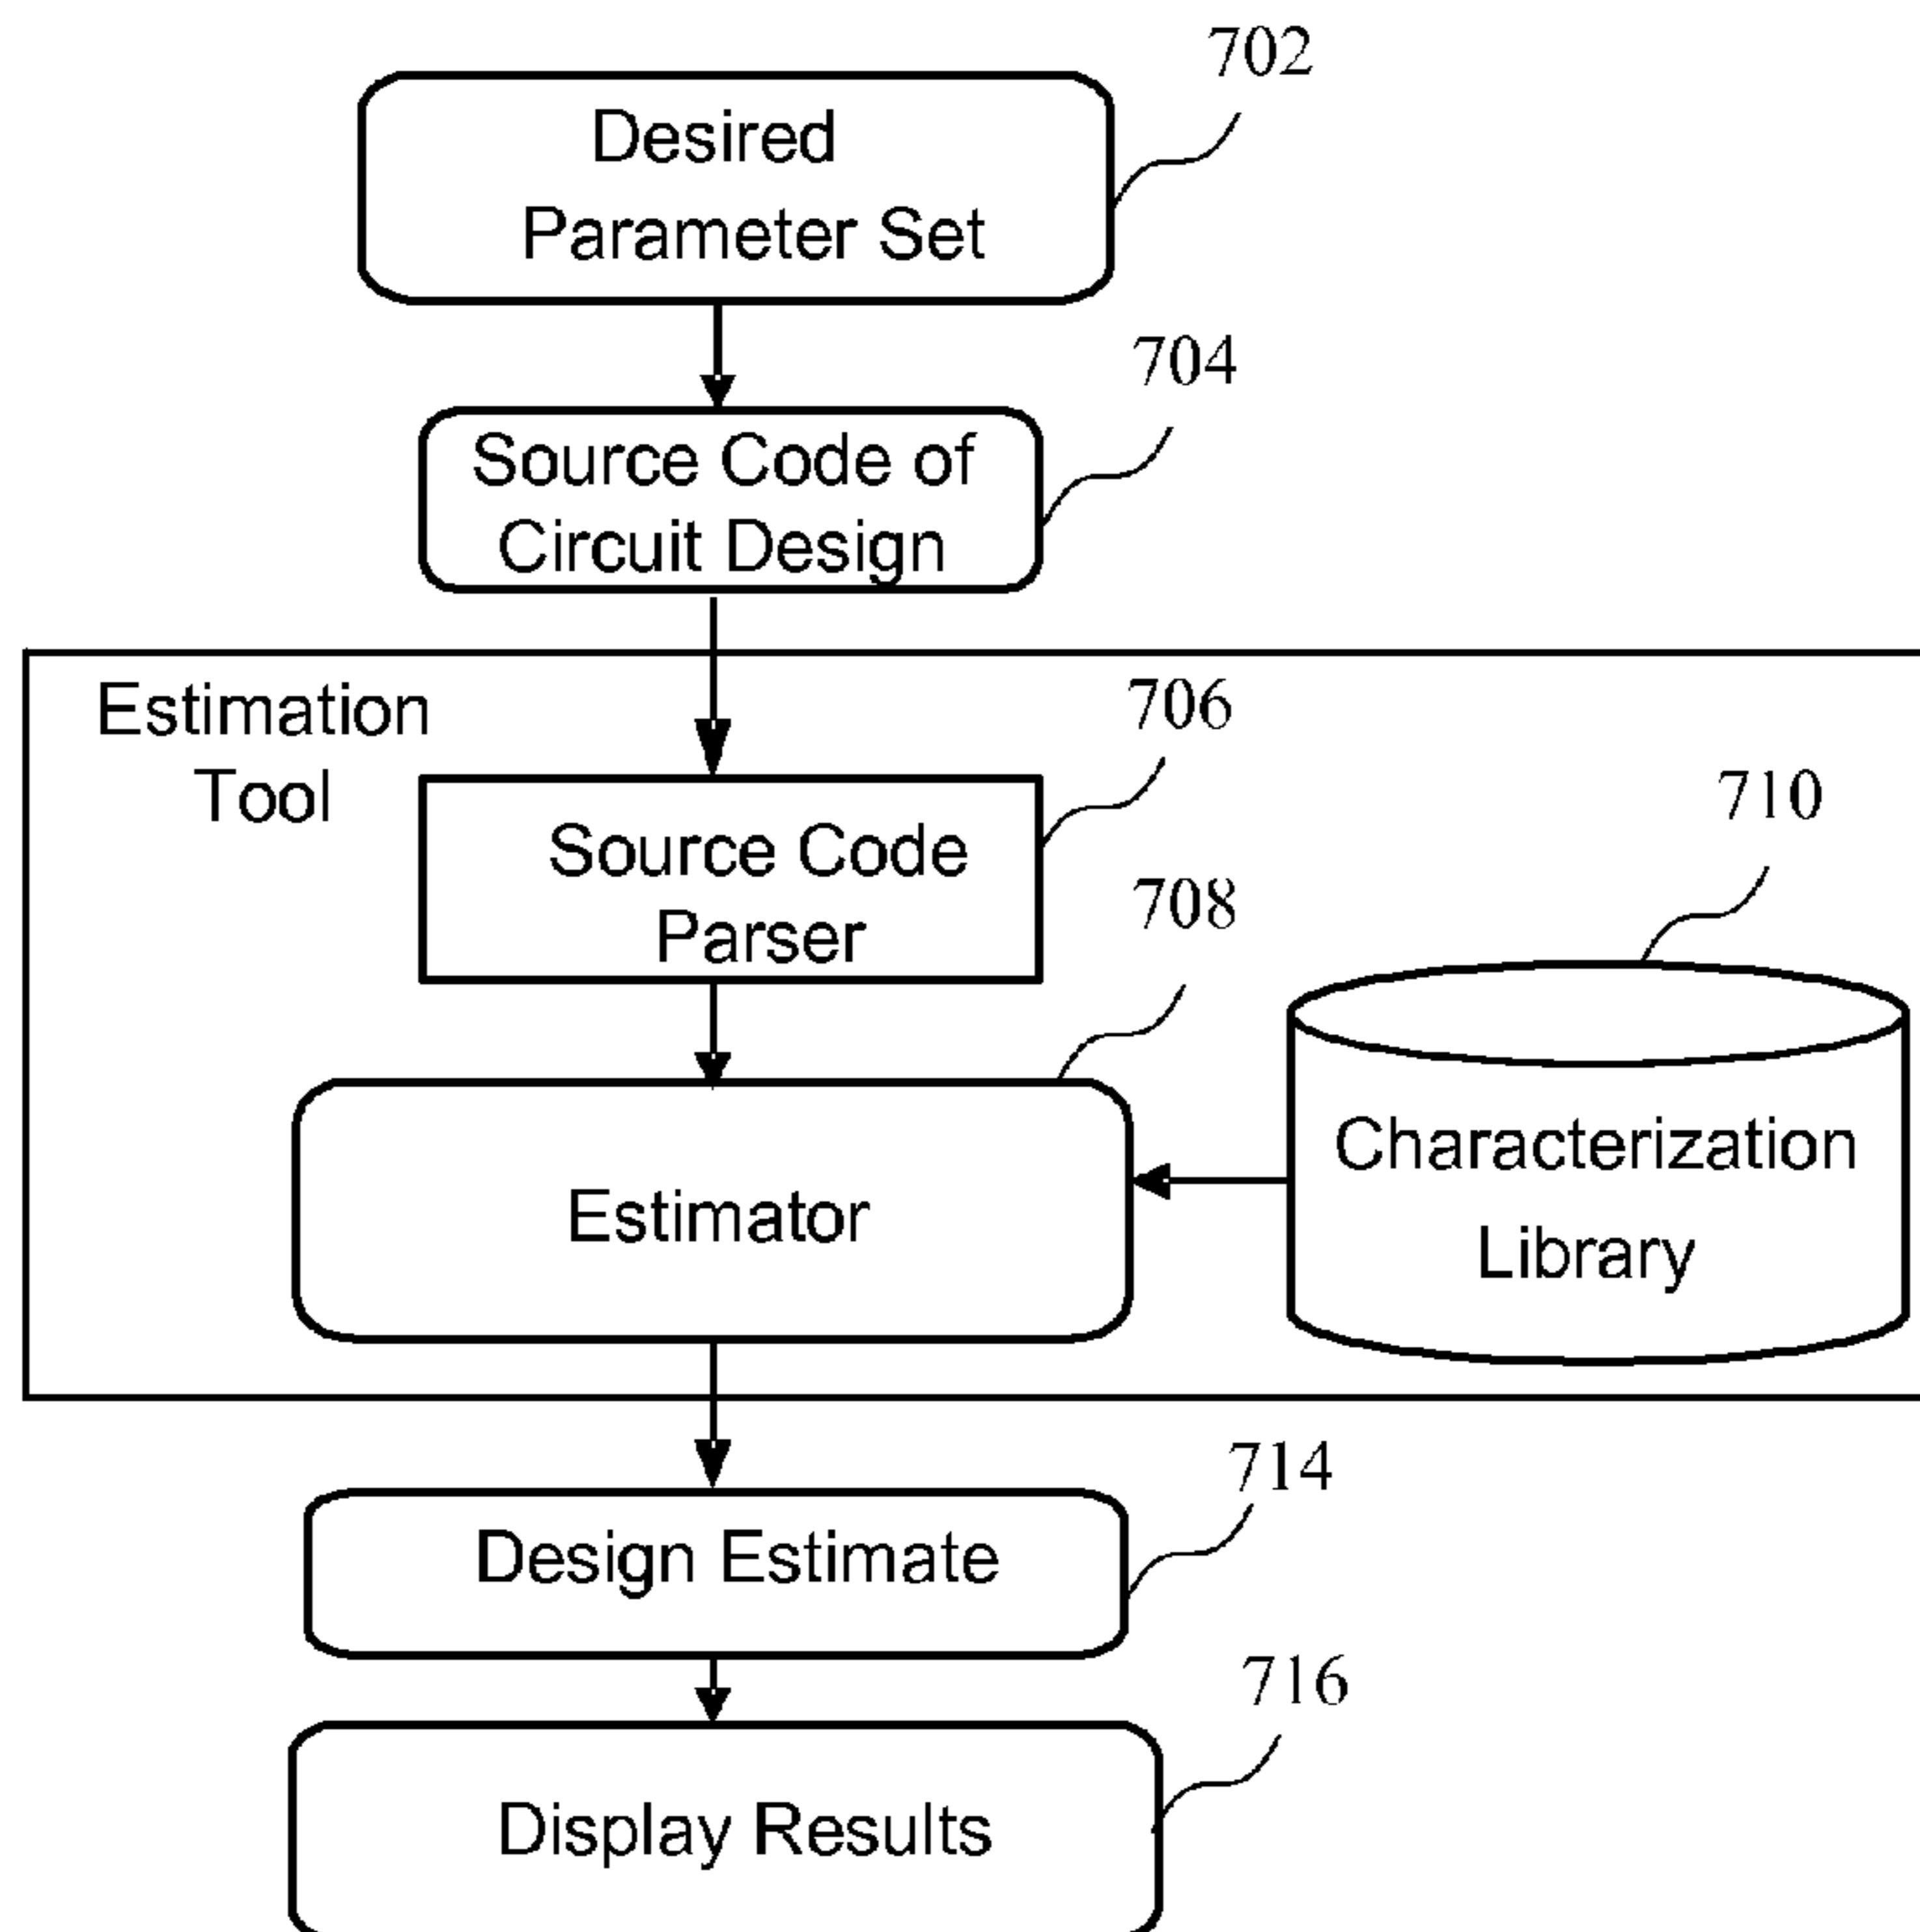 702
Desired
Parameter Set
704
Source Code of
Circuit Design
Estimation
Tool
706
Source Code
Parser
708
710
Characterization
Library
Estimator
714
Design Estimate
716
Display Results